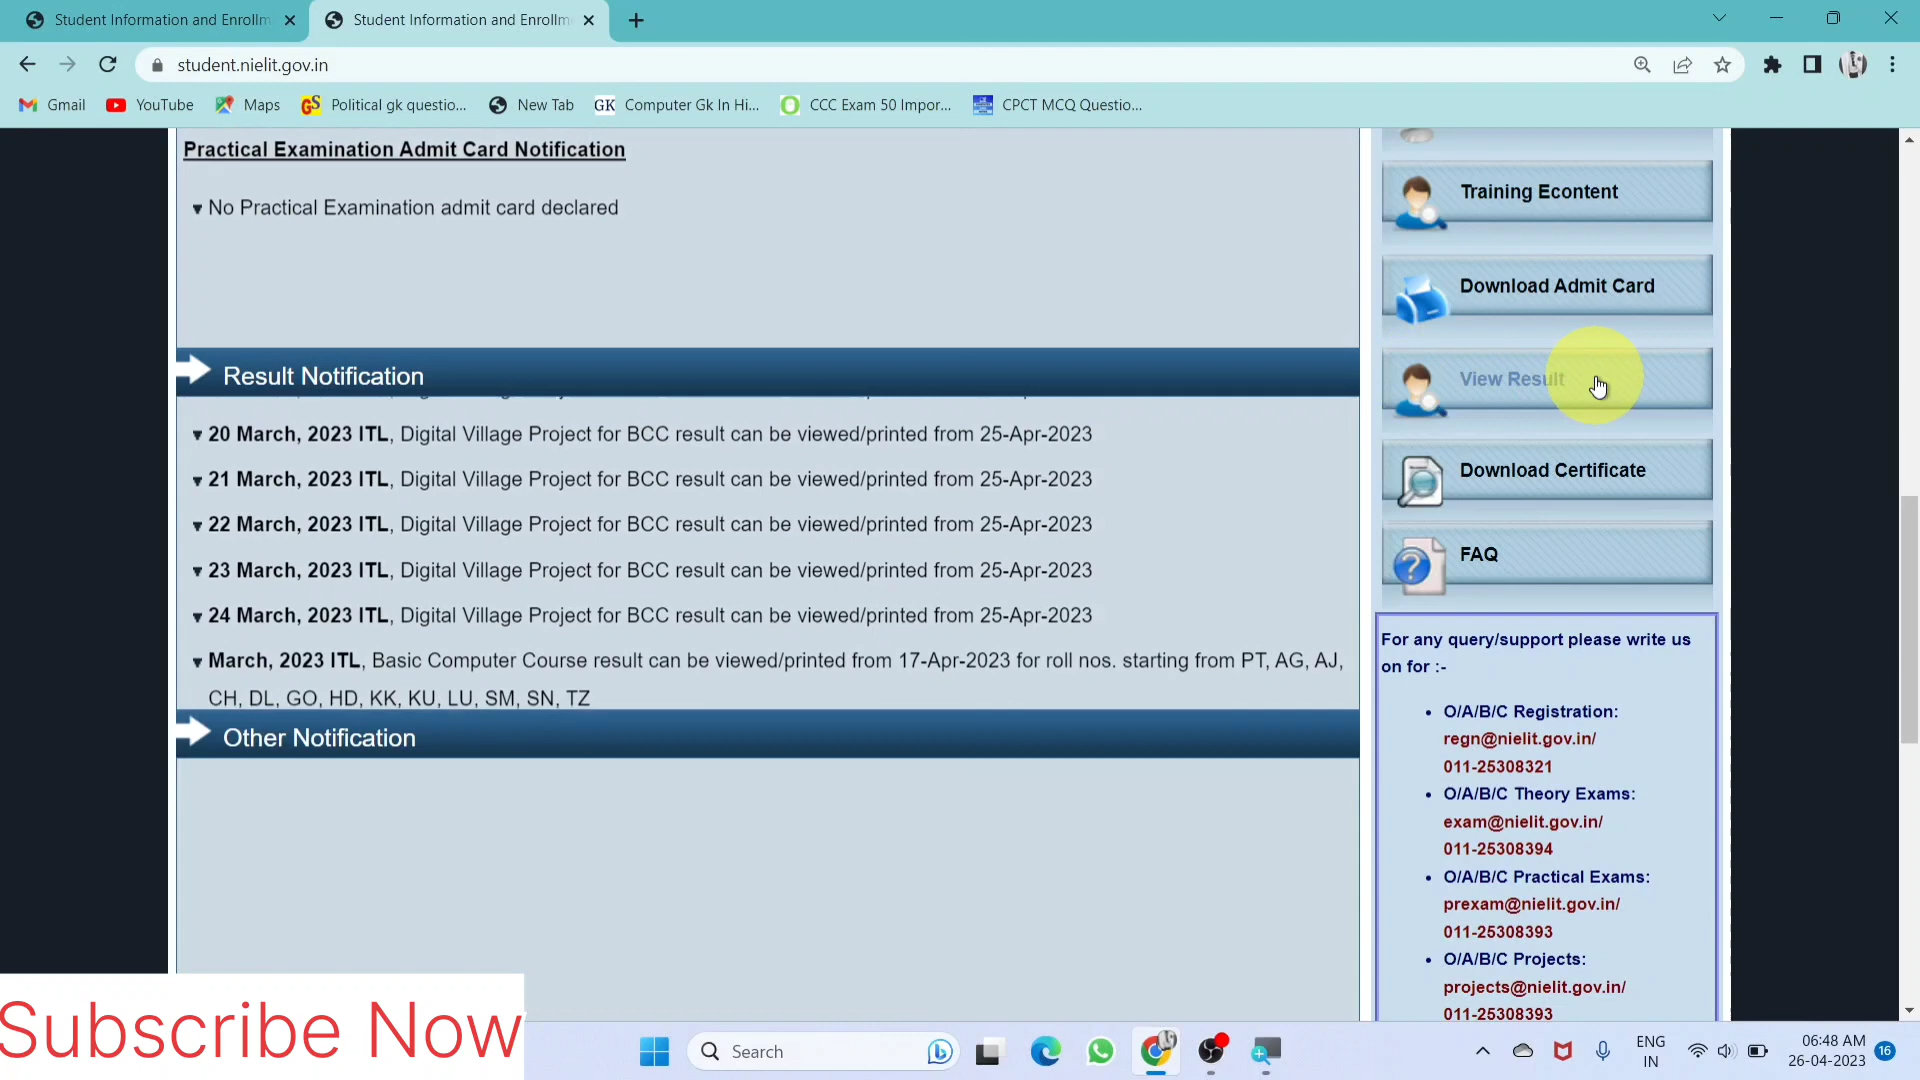 Student Information and Enrollm
Student Information and Enrollm
student.nielit.gov.in
Gmail
YouTube
Maps
GS
Political gk questio...
New Tab
GK
Computer Gk In Hi...
CCC Exam 50 Impor...
CPCT MCQ Questio...
Practical Examination Admit Card Notification
No Practical Examination admit card declared
Result Notification
20 March, 2023 ITL, Digital Village Project for BCC result can be viewed/printed from 25-Apr-2023
21 March, 2023 ITL, Digital Village Project for BCC result can be viewed/printed from 25-Apr-2023
22 March, 2023 ITL, Digital Village Project for BCC result can be viewed/printed from 25-Apr-2023
23 March, 2023 ITL, Digital Village Project for BCC result can be viewed/printed from 25-Apr-2023
24 March, 2023 ITL, Digital Village Project for BCC result can be viewed/printed from 25-Apr-2023
March, 2023 ITL, Basic Computer Course result can be viewed/printed from 17-Apr-2023 for roll nos. starting from PT, AG, AJ,
CH, DL, GO, HD, KK, KU, LU, SM, SN, TZ
Other Notification
Training Econtent
Download Admit Card
View Result
Download Certificate
FAQ
For any query/support please write us
on for :-
O/A/B/C Registration:
regn@nielit.gov.in/
011-25308321
O/A/B/C Theory Exams:
exam@nielit.gov.in/
011-25308394
O/A/B/C Practical Exams:
prexam@nielit.gov.in/
011-25308393
O/A/B/C Projects:
projects@nielit.gov.in/
011-25308393
Subscribe Now
Search
ENG
IN
06:48 AM
26-04-2023
16